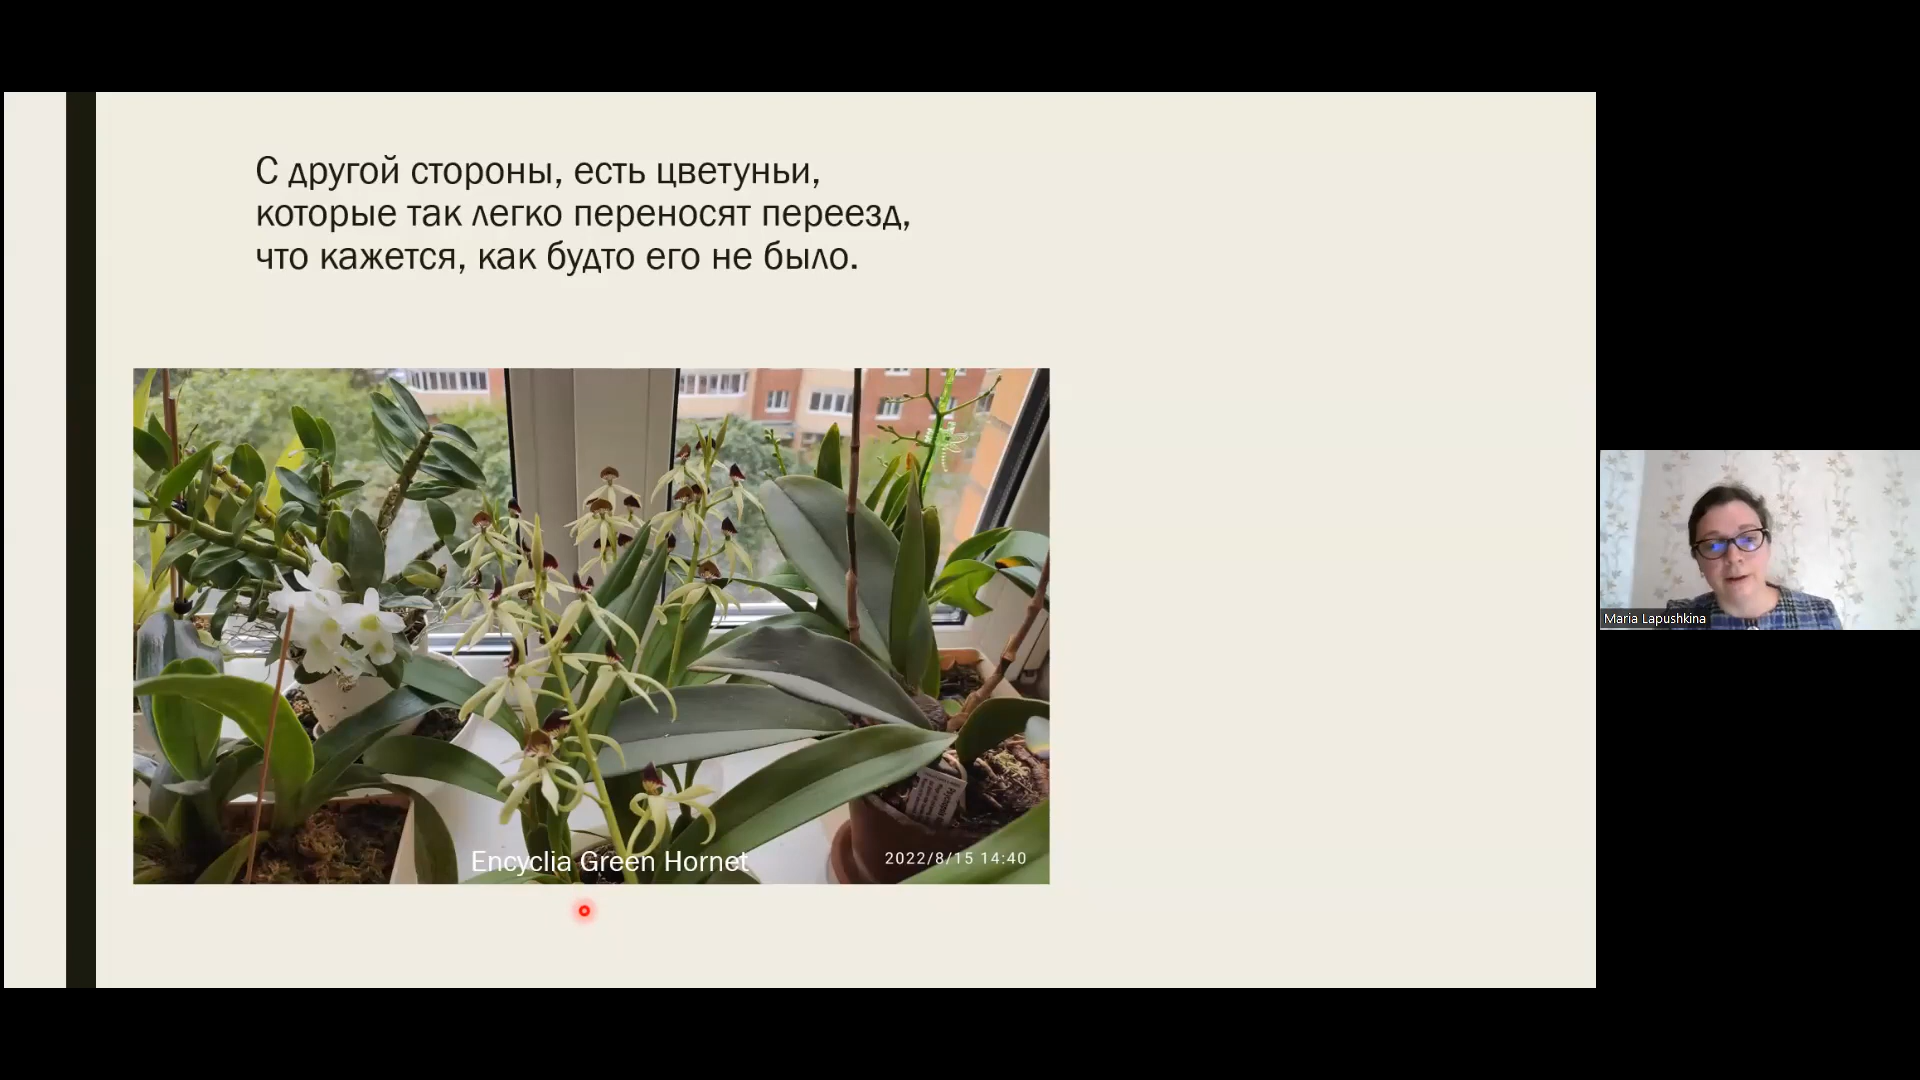 С другой стороны, есть цветуньи,
которые так легко переносят переезд,
что кажется, как будто его не было.
Encyclia Green Hornet
2022/8/15 14:40
Maria Lapushkina